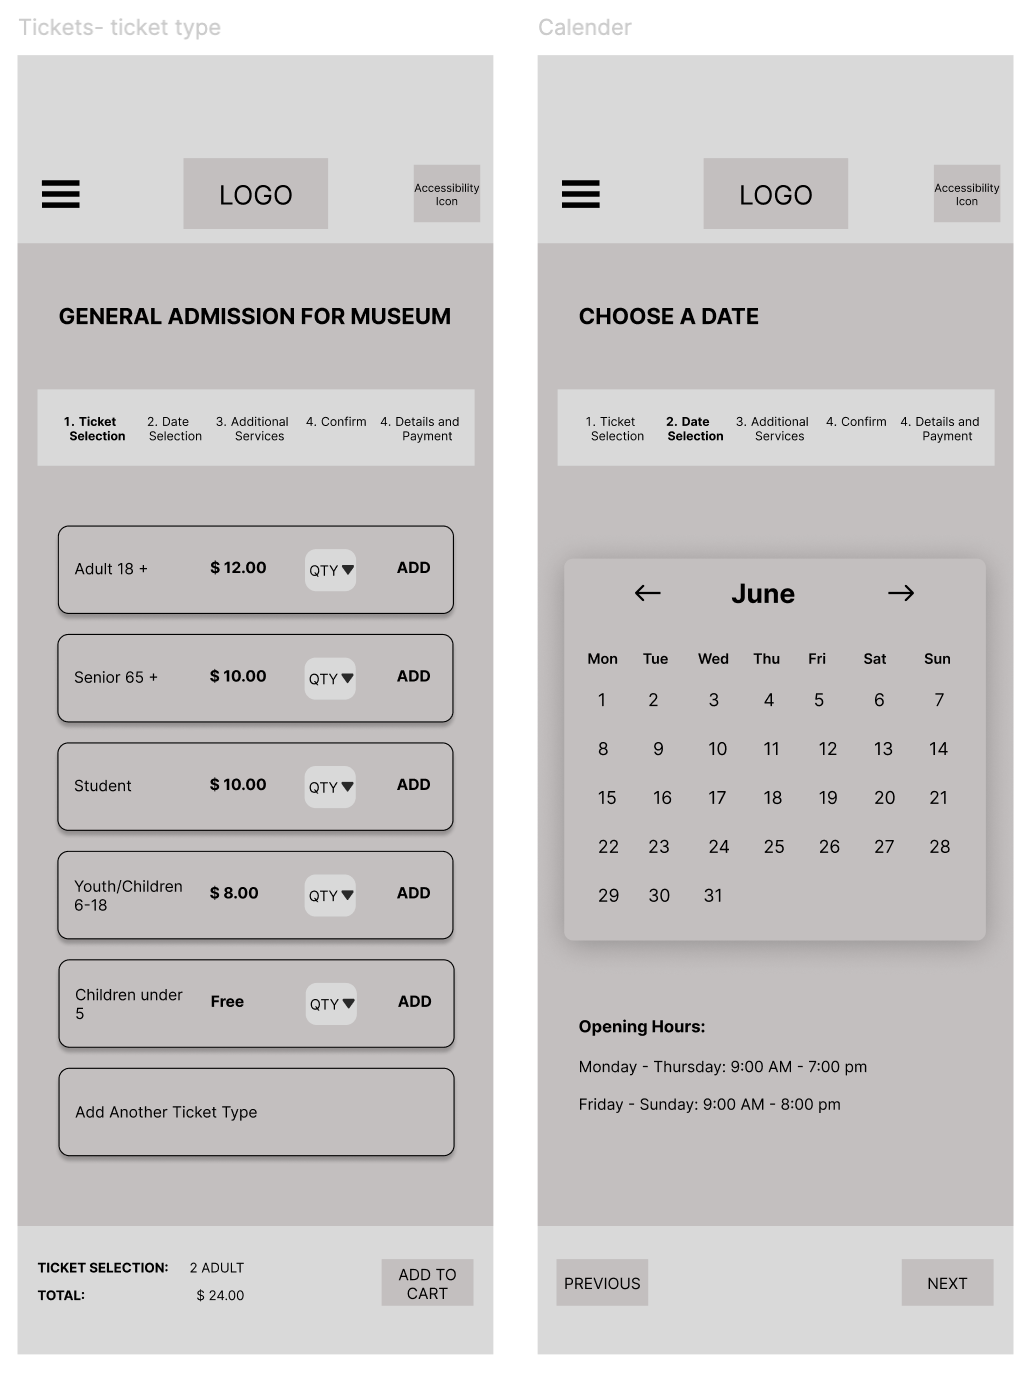 Tickets- ticket type
LOGO
Accessibility
Icon
GENERAL ADMISSION FOR MUSEUM
1. Ticket
Selection
2. Date
Selection
3. Additional
Services
4. Confirm
4. Details and
Payment
Adult 18 + $ 12.00 QTY ADD
Senior 65 + $ 10.00 QTY ADD
Student $ 10.00 QTY ADD
Youth/Children
6-18
$ 8.00 QTY ADD
Children under
5
Free QTY ADD
Add Another Ticket Type
TICKET SELECTION: 2 ADULT
TOTAL: $ 24.00
ADD TO
CART
Calender
LOGO
Accessibility
Icon
CHOOSE A DATE
1. Ticket
Selection
2. Date
Selection
3. Additional
Services
4. Confirm
4. Details and
Payment
June
Mon Tue Wed Thu Fri Sat Sun
1 2 3 4 5 6 7
8 9 10 11 12 13 14
15 16 17 18 19 20 21
22 23 24 25 26 27 28
29 30 31
Opening Hours:
Monday - Thursday: 9:00 AM - 7:00 pm
Friday - Sunday: 9:00 AM - 8:00 pm
PREVIOUS
NEXT